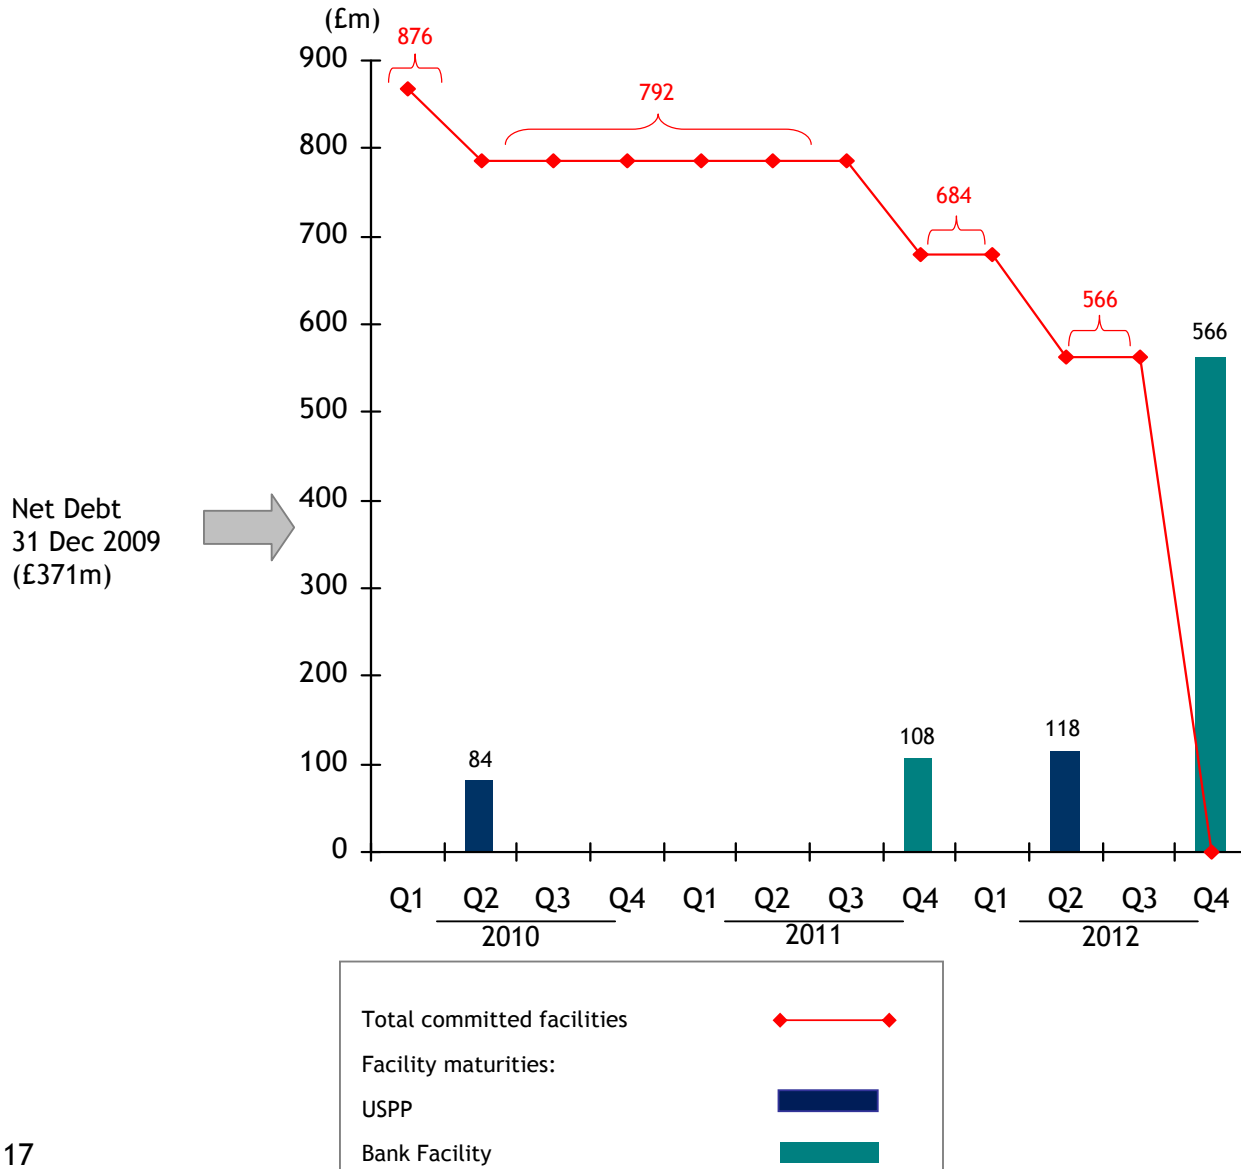 (£m)
876
900
792
800
684
700
566
600
566
500
Net Debt
31 Dec 2009
(£371m)
400
300
200
118
108
100
84
0
Q1 Q2 Q3 Q4 Q1 Q2 Q3 Q4 Q1 Q2 Q3 Q4
2010 2011 2012
Total committed facilities
Facility maturities:
USPP
Bank Facility
17